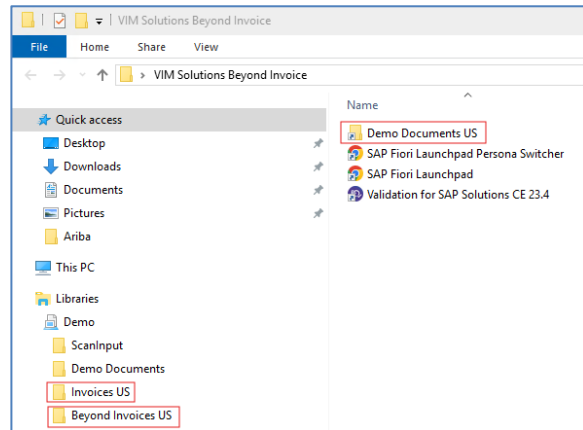 VIM Solutions Beyond Invoice
File Home Share View
VIM Solutions Beyond Invoice
Quick access
Desktop
Downloads
Documents
Pictures
Ariba
This PC
Libraries
Demo
ScanInput
Demo Documents
Invoices US
Beyond Invoices US
Name
Demo Documents US
SAP Fiori Launchpad Persona Switcher
SAP Fiori Launchpad
Validation for SAP Solutions CE 23.4